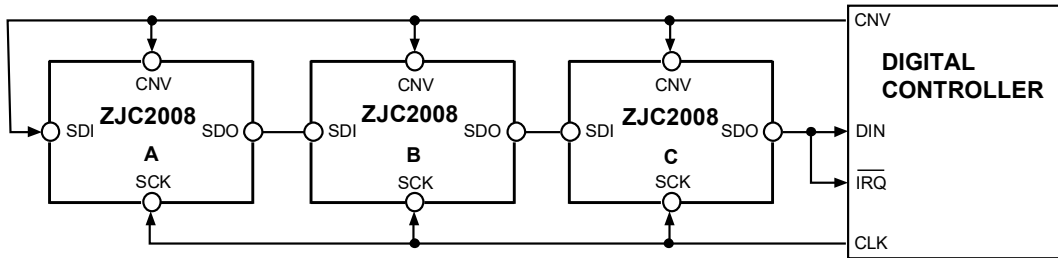 CNV
CNV
CNV
CNV
DIGITAL
CONTROLLER
ZJC2008
ZJC2008
ZJC2008
SDI
SDO
SDI
SDO
SDI
SDO
DIN
A
B
C
SCK
SCK
SCK
IRQ
CLK